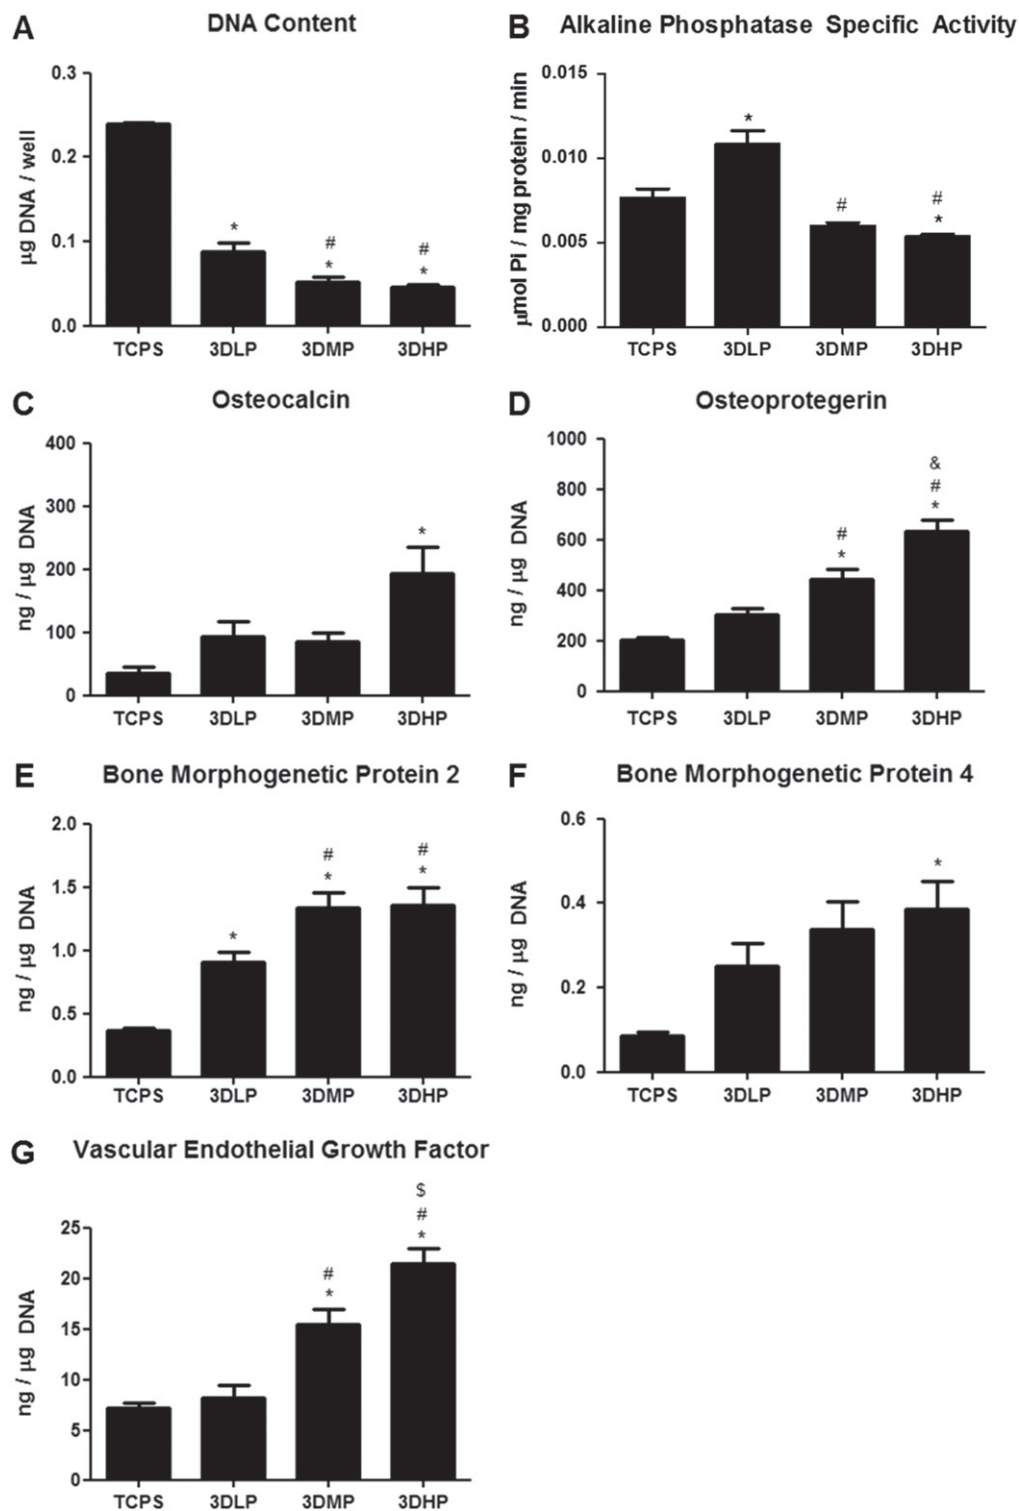 A DNA Content
µg DNA / well
0.3
0.2
0.1
0.0
*
# *
# *
TCPS 3DLP 3DMP 3DHP
B Alkaline Phosphatase Specific Activity
µmol Pi / mg protein / min
0.015
0.010
0.005
0.000
*
#
# *
TCPS 3DLP 3DMP 3DHP
C Osteocalcin
ng / µg DNA
400
300
200
100
0
*
TCPS 3DLP 3DMP 3DHP
D Osteoprotegerin
ng / µg DNA
1000
800
600
400
200
0
# *
& # *
TCPS 3DLP 3DMP 3DHP
E Bone Morphogenetic Protein 2
ng / µg DNA
2.0
1.5
1.0
0.5
0.0
*
# *
# *
TCPS 3DLP 3DMP 3DHP
F Bone Morphogenetic Protein 4
ng / µg DNA
0.6
0.4
0.2
0.0
*
TCPS 3DLP 3DMP 3DHP
G Vascular Endothelial Growth Factor
ng / µg DNA
25
20
15
10
5
0
# *
$ # *
TCPS 3DLP 3DMP 3DHP